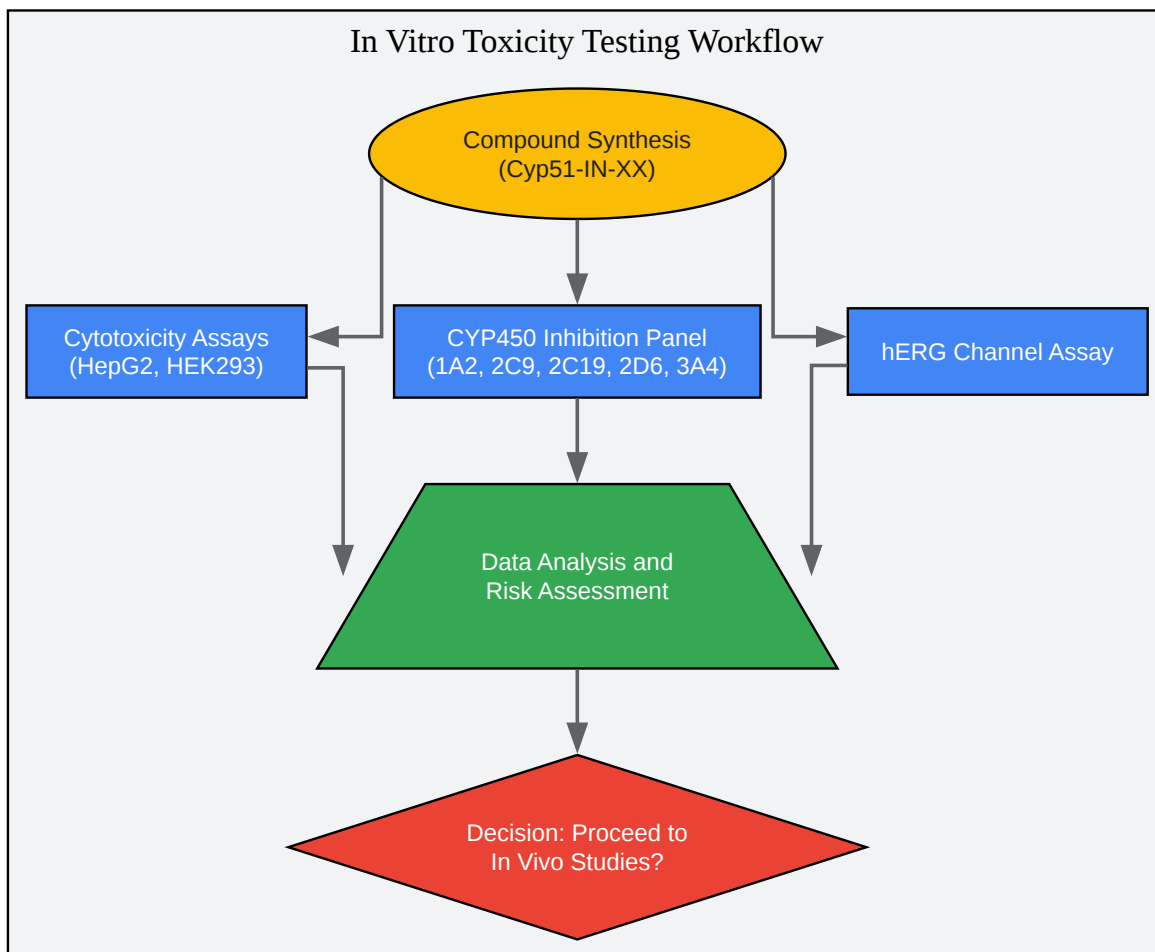 In Vitro Toxicity Testing Workflow
Compound Synthesis
(Cyp51-IN-XX)
Cytotoxicity Assays
(HepG2, HEK293)
CYP450 Inhibition Panel
(1A2, 2C9, 2C19, 2D6, 3A4)
hERG Channel Assay
Data Analysis and
Risk Assessment
Decision: Proceed to
In Vivo Studies?